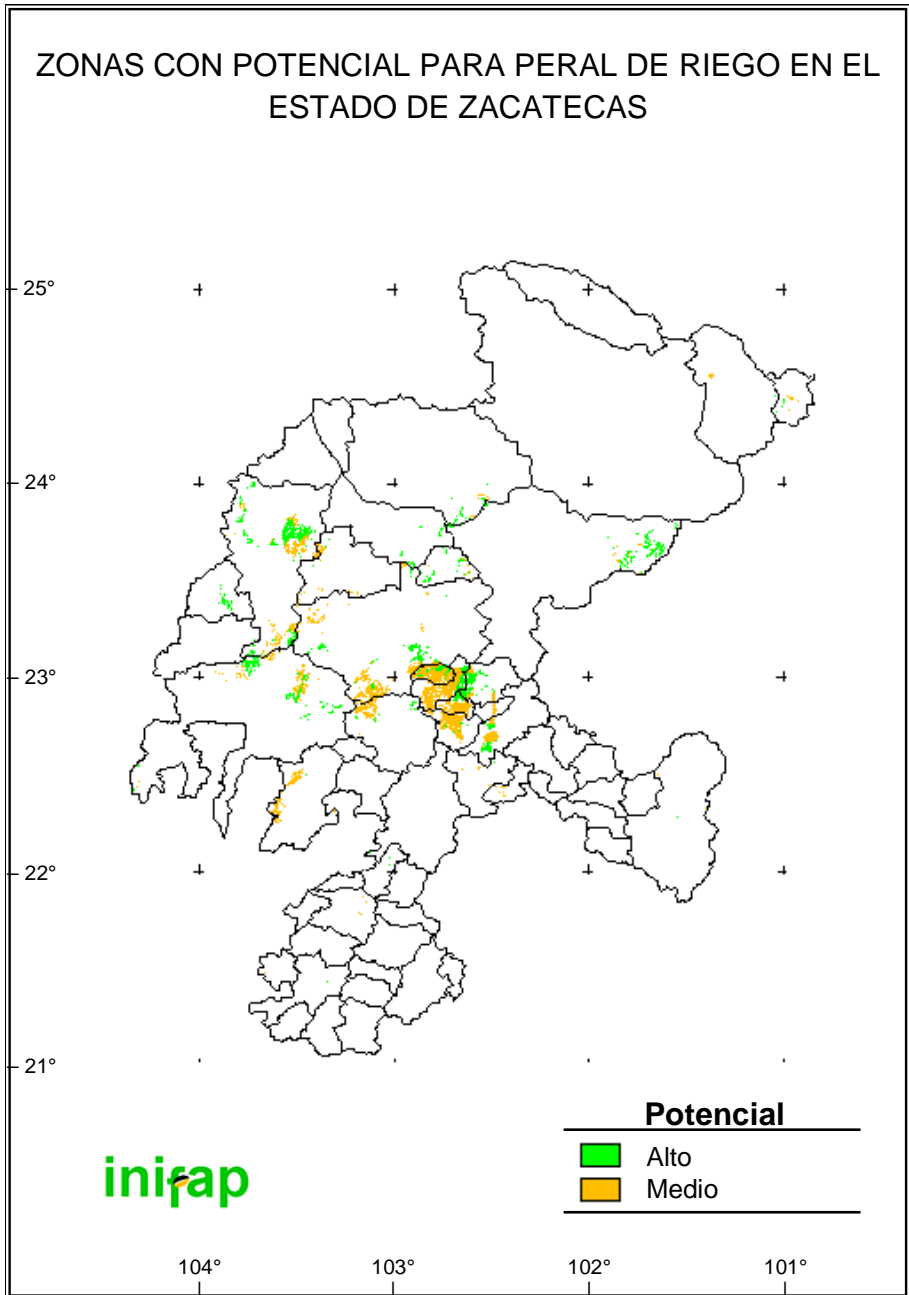 ZONAS CON POTENCIAL PARA PERAL DE RIEGO EN EL
ESTADO DE ZACATECAS
25°
24°
23°
22°
21°
Potencial
Alto
Medio
inifap
104°
103°
102°
101°